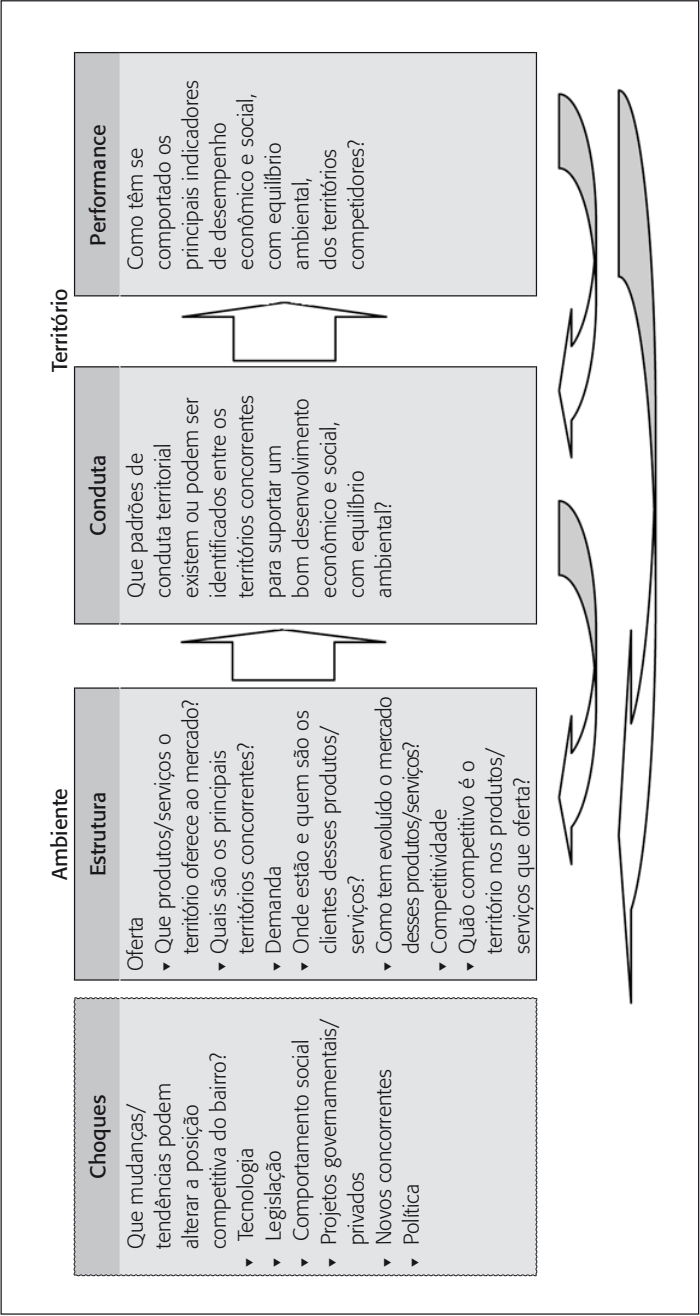 Ambiente
Território
Choques
Que mudanças/
tendências podem
alterar a posição
competitiva do bairro?
▼ Tecnologia
▼ Legislação
▼ Comportamento social
▼ Projetos governamentais/
privados
▼ Novos concorrentes
▼ Política
Estrutura
Oferta
▼ Que produtos/serviços o
território oferece ao mercado?
▼ Quais são os principais
territórios concorrentes?
▼ Demanda
▼ Onde estão e quem são os
clientes desses produtos/
serviços?
▼ Como tem evoluído o mercado
desses produtos/serviços?
▼ Competitividade
▼ Quão competitivo é o
território nos produtos/
serviços que oferta?
Conduta
Que padrões de
conduta territorial
existem ou podem ser
identificados entre os
territórios concorrentes
para suportar um
bom desenvolvimento
econômico e social,
com equilíbrio
ambiental?
Performance
Como têm se
comportado os
principais indicadores
de desempenho
econômico e social,
com equilíbrio
ambiental,
dos territórios
competidores?